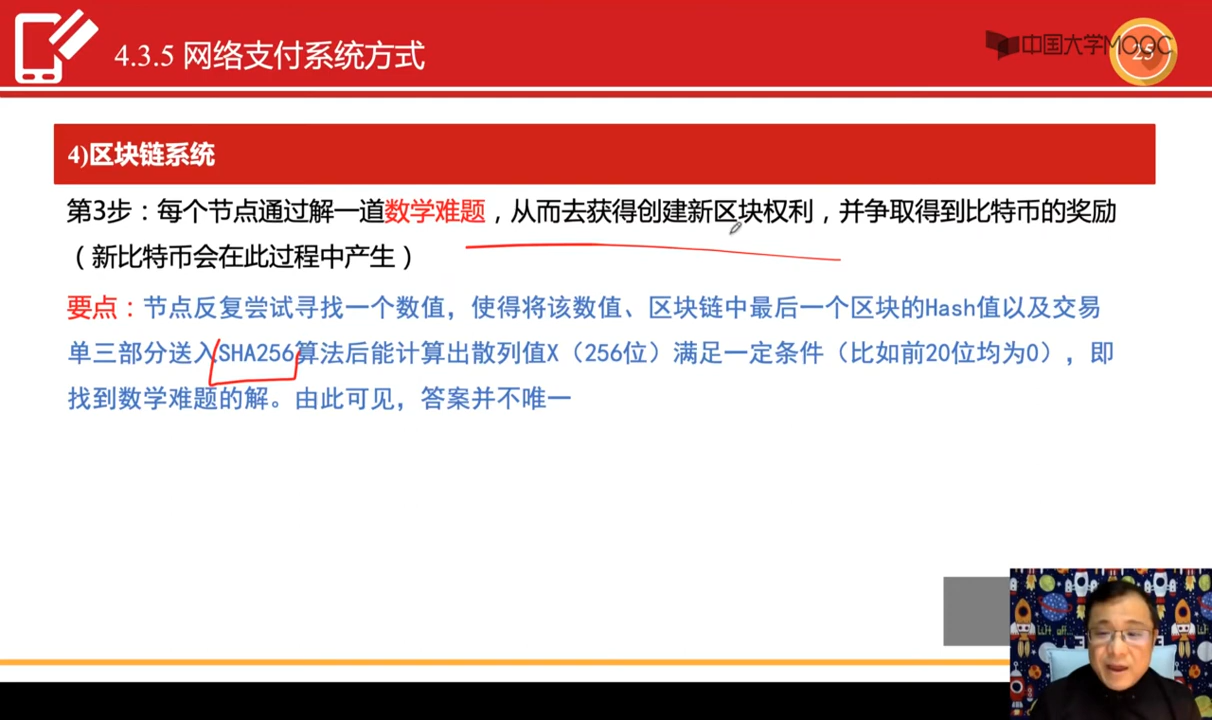 4.3.5 网络支付系统方式
中国大学MOOC
25
4)区块链系统
第3步：每个节点通过解一道数学难题，从而去获得创建新区块权利，并争取得到比特币的奖励
（新比特币会在此过程中产生）
要点：节点反复尝试寻找一个数值，使得将该数值、区块链中最后一个区块的Hash值以及交易
单三部分送入SHA256算法后能计算出散列值X（256位）满足一定条件（比如前20位均为0），即
找到数学难题的解。由此可见，答案并不唯一